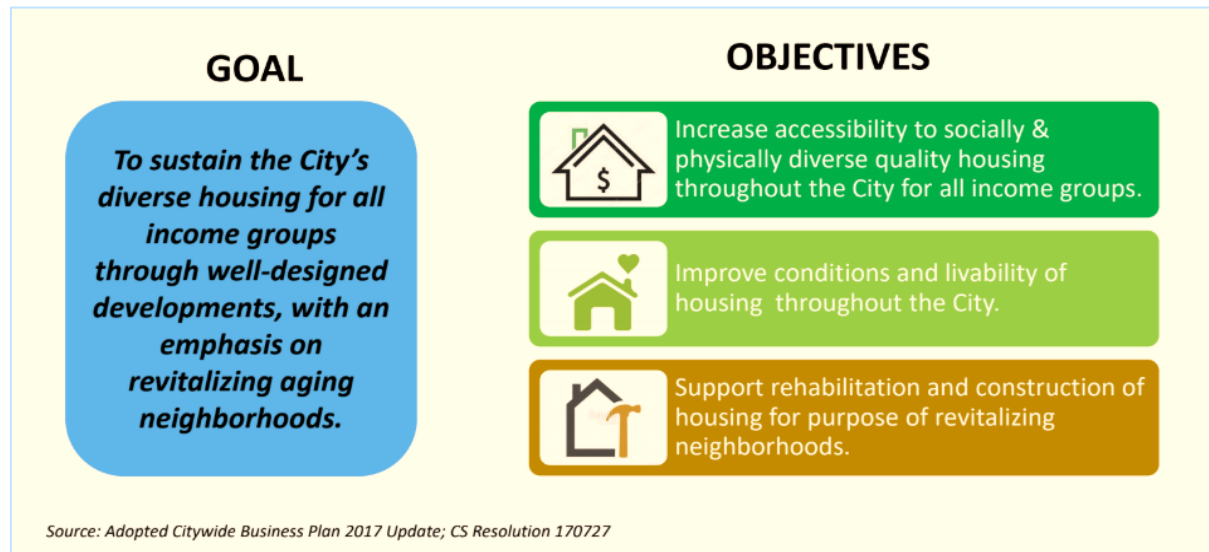 GOAL
To sustain the City’s
diverse housing for all
income groups
through well-designed
developments, with an
emphasis on
revitalizing aging
neighborhoods.
OBJECTIVES
$
Increase accessibility to socially &
physically diverse quality housing
throughout the City for all income groups.
Improve conditions and livability of
housing  throughout the City.
Support rehabilitation and construction of
housing for purpose of revitalizing
neighborhoods.
Source: Adopted Citywide Business Plan 2017 Update; CS Resolution 170727